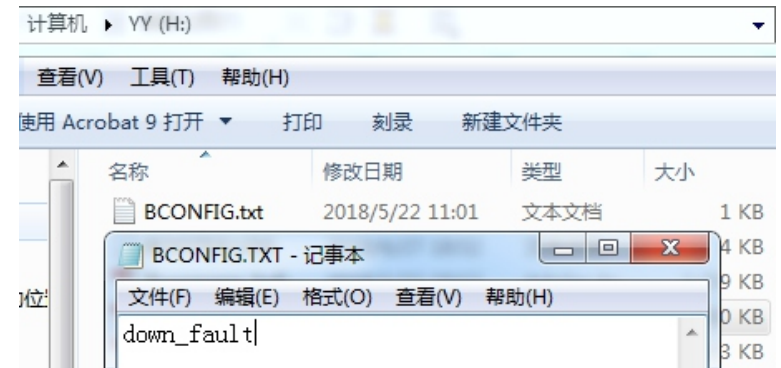 计算机 ▶ YY (H:)
查看(V) 工具(T) 帮助(H)
使用 Acrobat 9 打开 打印 刻录 新建文件夹
名称 修改日期 类型 大小
BCONFIG.txt 2018/5/22 11:01 文本文档 1 KB
BCONFIG.TXT - 记事本
4 KB
9 KB
文件(F) 编辑(E) 格式(O) 查看(V) 帮助(H)
0 KB
down_fault
3 KB